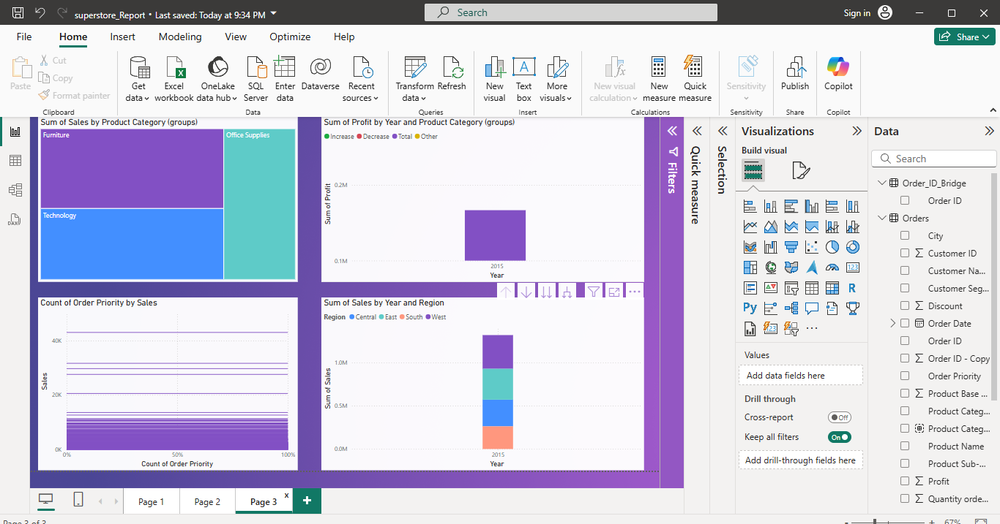 superstore_Report • Last saved: Today at 9:34 PM
Search
Sign in
File
Home
Insert
Modeling
View
Optimize
Help
Share
Paste
Cut
Copy
Format painter
Clipboard
Get data
Excel workbook
OneLake data hub
SQL Server
Enter data
Dataverse
Recent sources
Data
Transform data
Refresh
Queries
New visual
Text box
More visuals
Insert
New visual calculation
New measure
Quick measure
Calculations
Sensitivity
Sensitivity
Publish
Share
Copilot
Copilot
Sum of Sales by Product Category (groups)
Furniture
Office Supplies
Technology
Sum of Profit by Year and Product Category (groups)
Increase Decrease Total Other
Sum of Profit
0.2M
0.1M
2015
Year
Count of Order Priority by Sales
Sales
40K
20K
0K
0% 50% 100%
Count of Order Priority
Sum of Sales by Year and Region
Region Central East South West
Sum of Sales
1.0M
0.5M
0.0M
2015
Year
Filters
Quick measure
Selection
Visualizations
Build visual
R
Py
123
123
Values
Add data fields here
Drill through
Cross-report
Off
Keep all filters
On
Add drill-through fields here
Data
Search
Order_ID_Bridge
Order ID
Orders
City
Customer ID
Customer Na...
Customer Seg...
Discount
Order Date
Order ID
Order ID - Copy
Order Priority
Product Base ...
Product Categ...
Product Categ...
Product Name
Product Sub-...
Profit
Quantity orde...
DAX
Page 1
Page 2
Page 3
x
+
Page 3 of 3
- + 67%